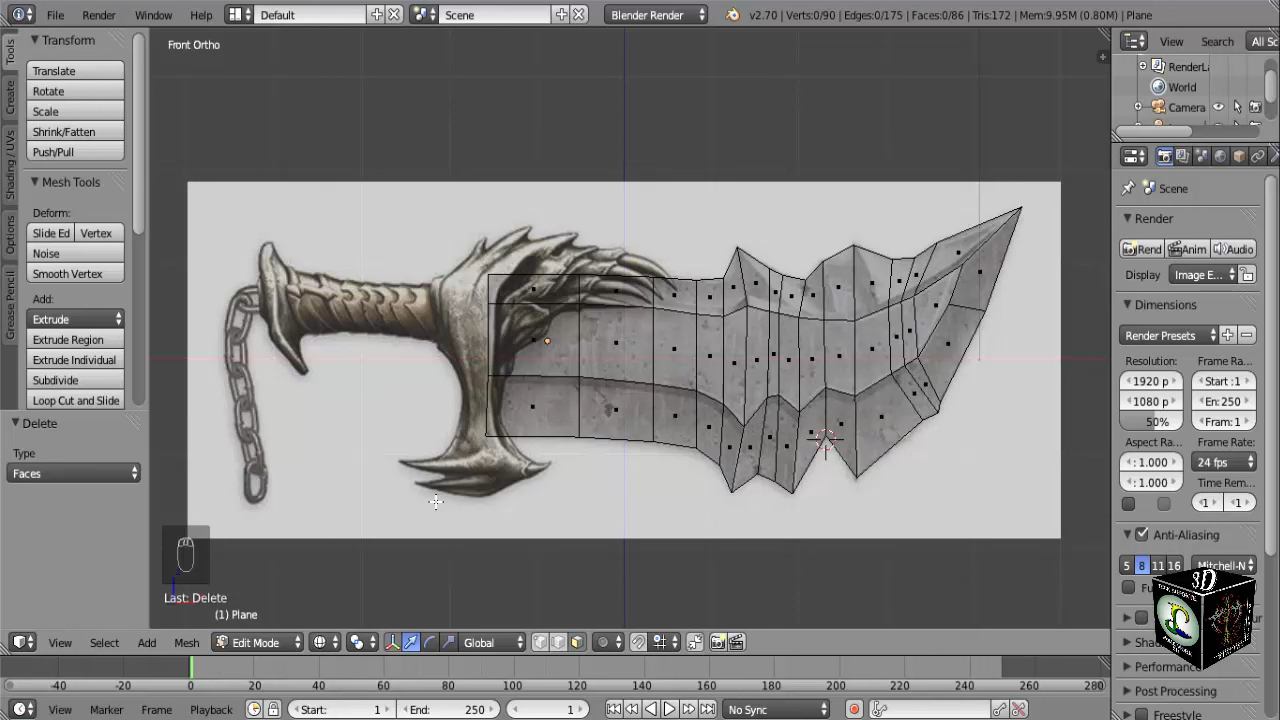 File Render Window Help Default Scene Blender Render v2.70 | Verts:0/90 | Edges:0/175 | Faces:0/86 | Tris:172 | Mem:9.95M (0.80M) | Plane
Tools
Create
Shading / UVs
Options
Grease Pencil
Transform
Translate
Rotate
Scale
Shrink/Fatten
Push/Pull
Mesh Tools
Deform:
Slide Ed Vertex
Noise
Smooth Vertex
Add:
Extrude
Extrude Region
Extrude Individual
Subdivide
Loop Cut and Slide
Delete
Type
Faces
Front Ortho
Last: Delete
(1) Plane
View Search All Sc
RenderLa
World
Camera
Scene
Render
Rend Anim Audio
Display Image E...
Dimensions
Render Presets
Resolution: Frame Ra...
1920 p Start :1
1080 p En: 250
50% Fram: 1
Aspect Ra Frame Rate:
: 1.000 24 fps
: 1.000 Time Rem...
1 1
Anti-Aliasing
5 8 11 16 Mitchell-N
3D
Performance
Post Processing
Freestyle
View Select Add Mesh Edit Mode Global
-40 -20 0 20 40 60 80 100 120 140 160 180 200 220 240 260 280
View Marker Frame Playback Start: 1 End: 250 1 No Sync